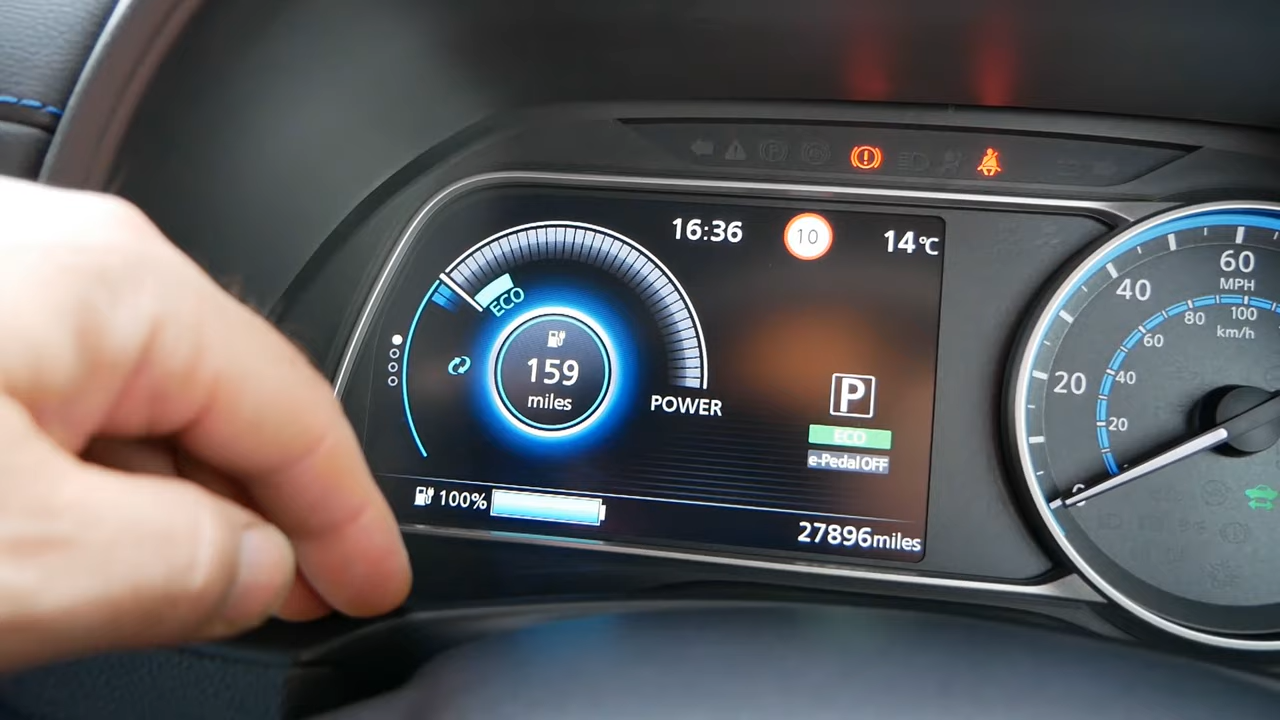 16:36
10
14°C
ECO
159
miles
POWER
P
ECO
e-Pedal OFF
100%
27896miles
60
MPH
40
20
100
80
km/h
60
40
20